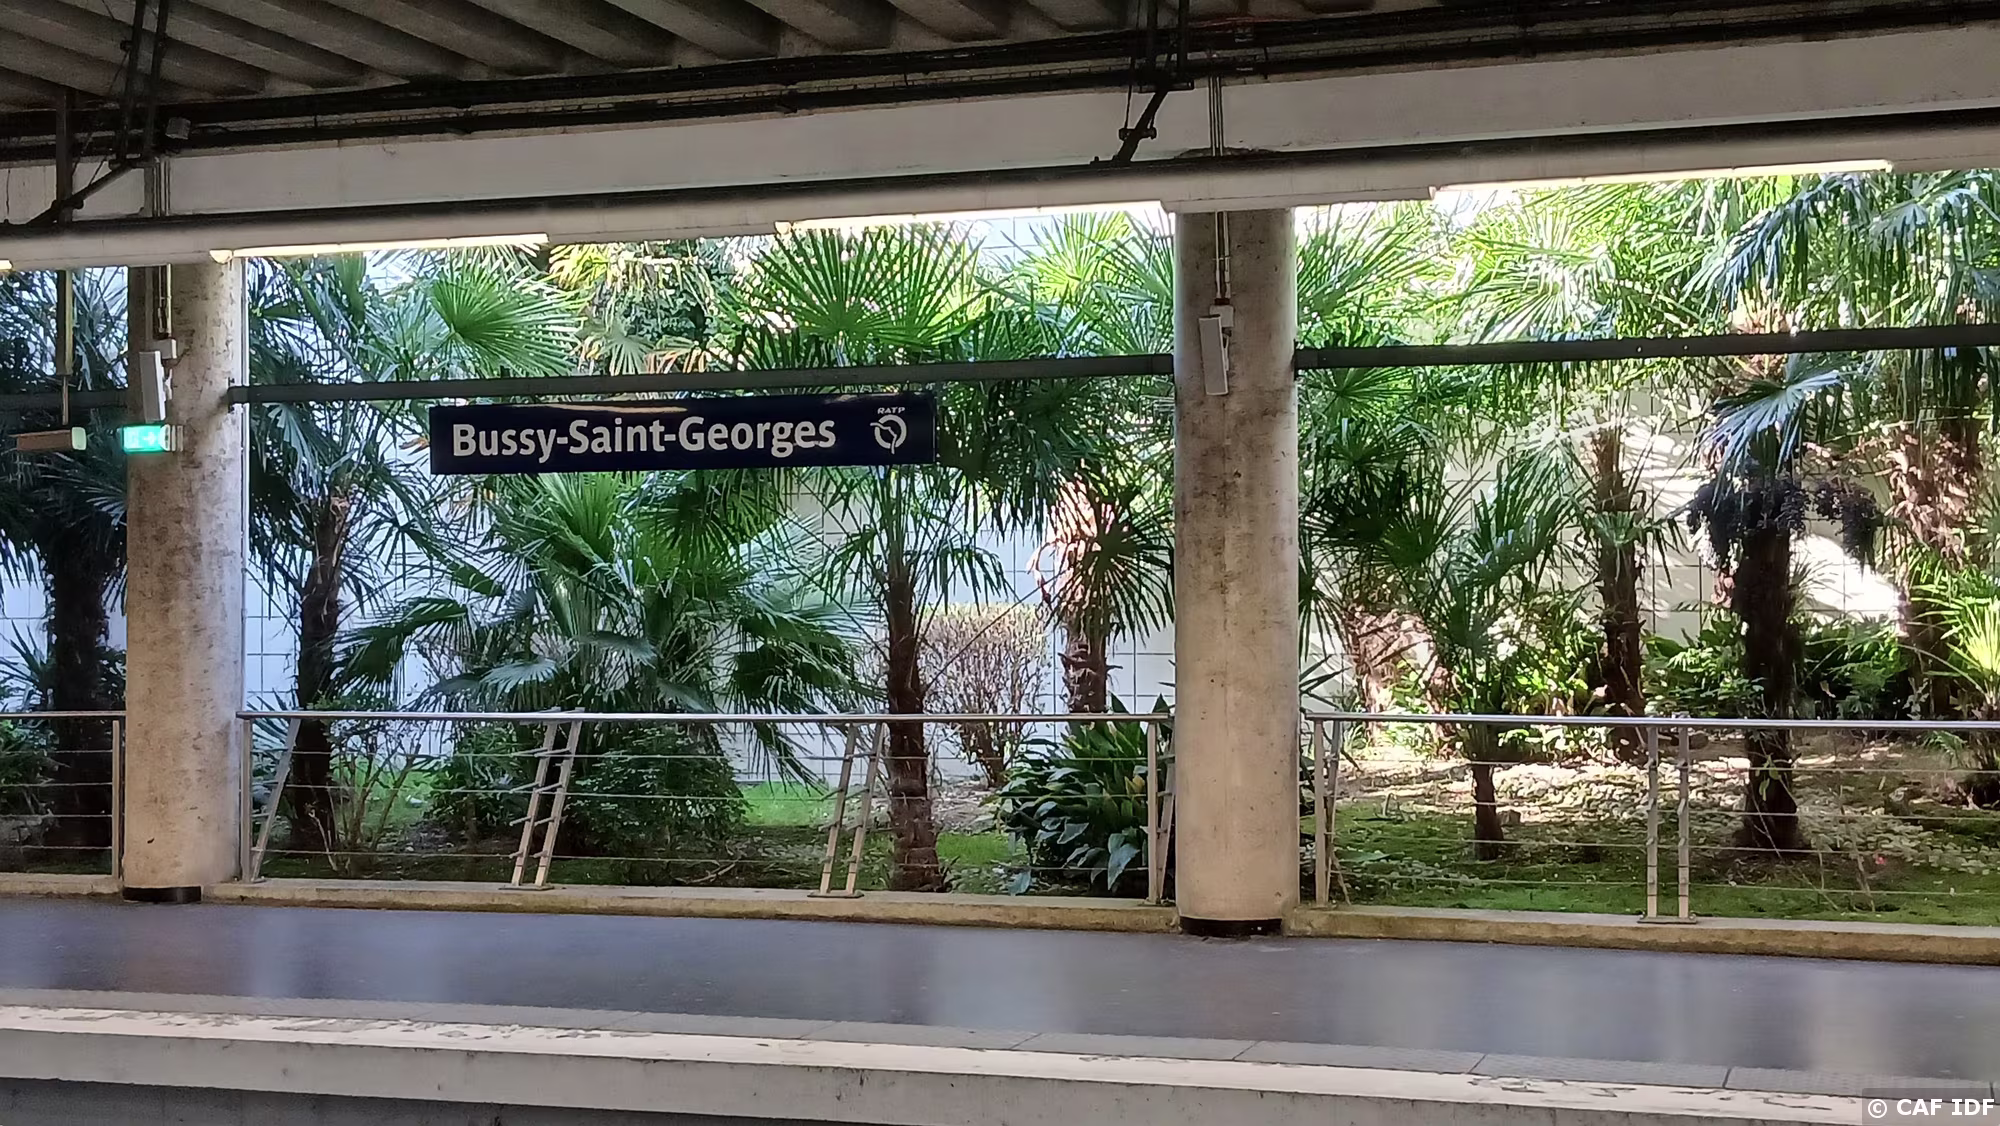 RATP
Bussy-Saint-Georges
© CAF IDF